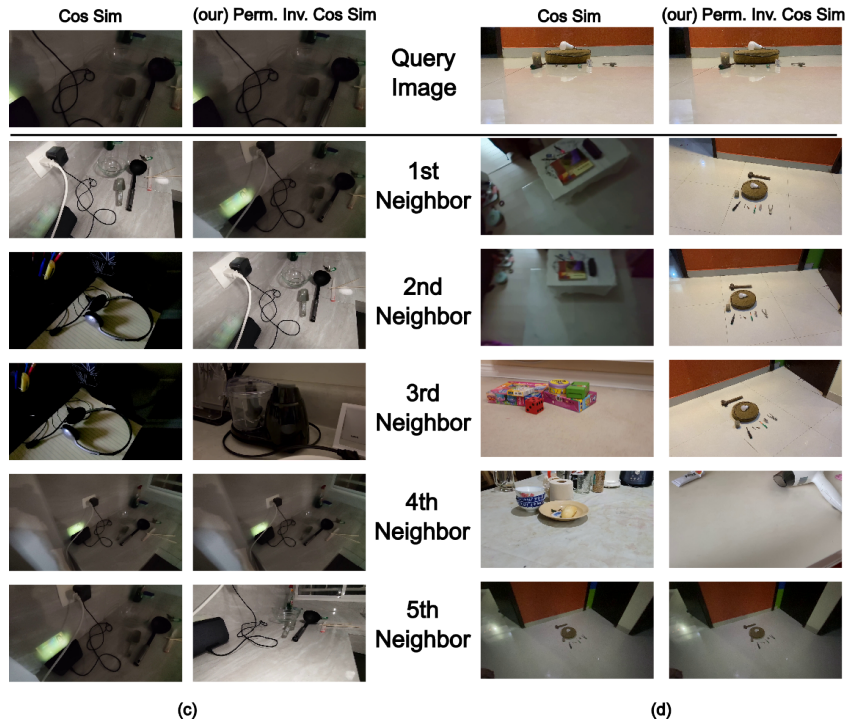 Cos Sim
(our) Perm. Inv. Cos Sim
Cos Sim
(our) Perm. Inv. Cos Sim
Query
Image
1st
Neighbor
2nd
Neighbor
3rd
Neighbor
4th
Neighbor
5th
Neighbor
(c)
(d)